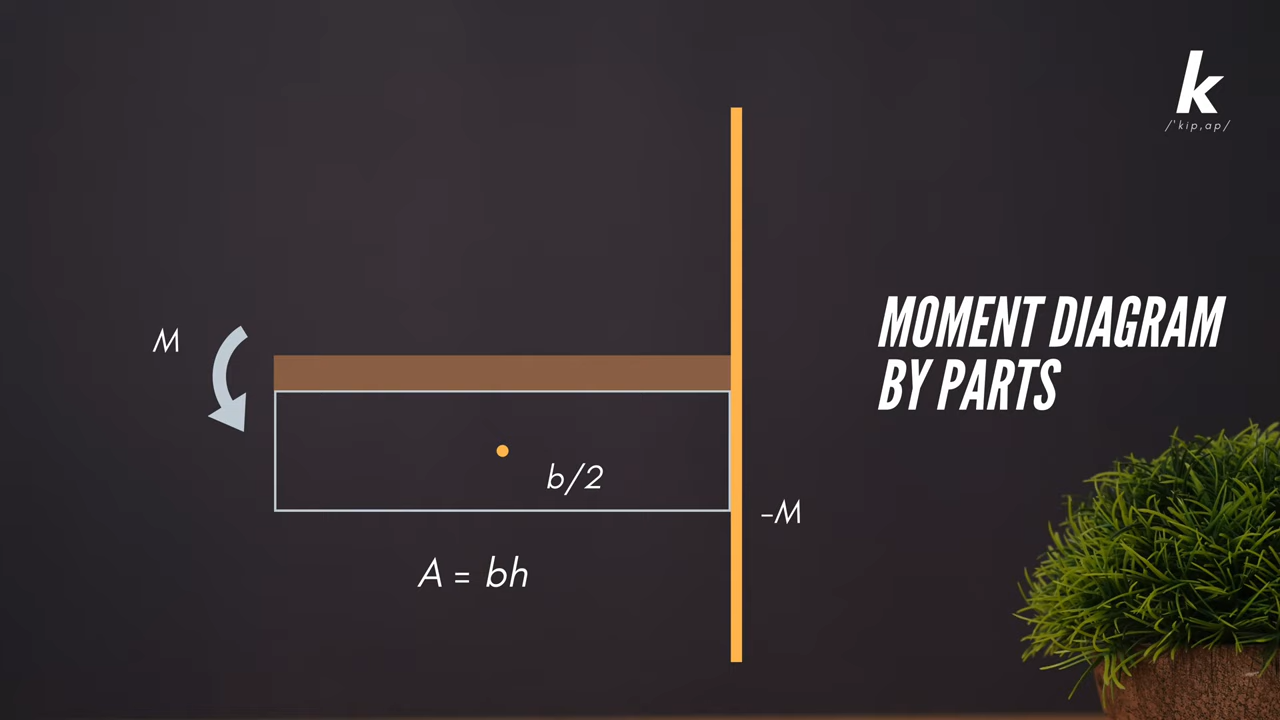 k
/'kip,ap/
MOMENT DIAGRAM
BY PARTS
M
b/2
-M
A = bh